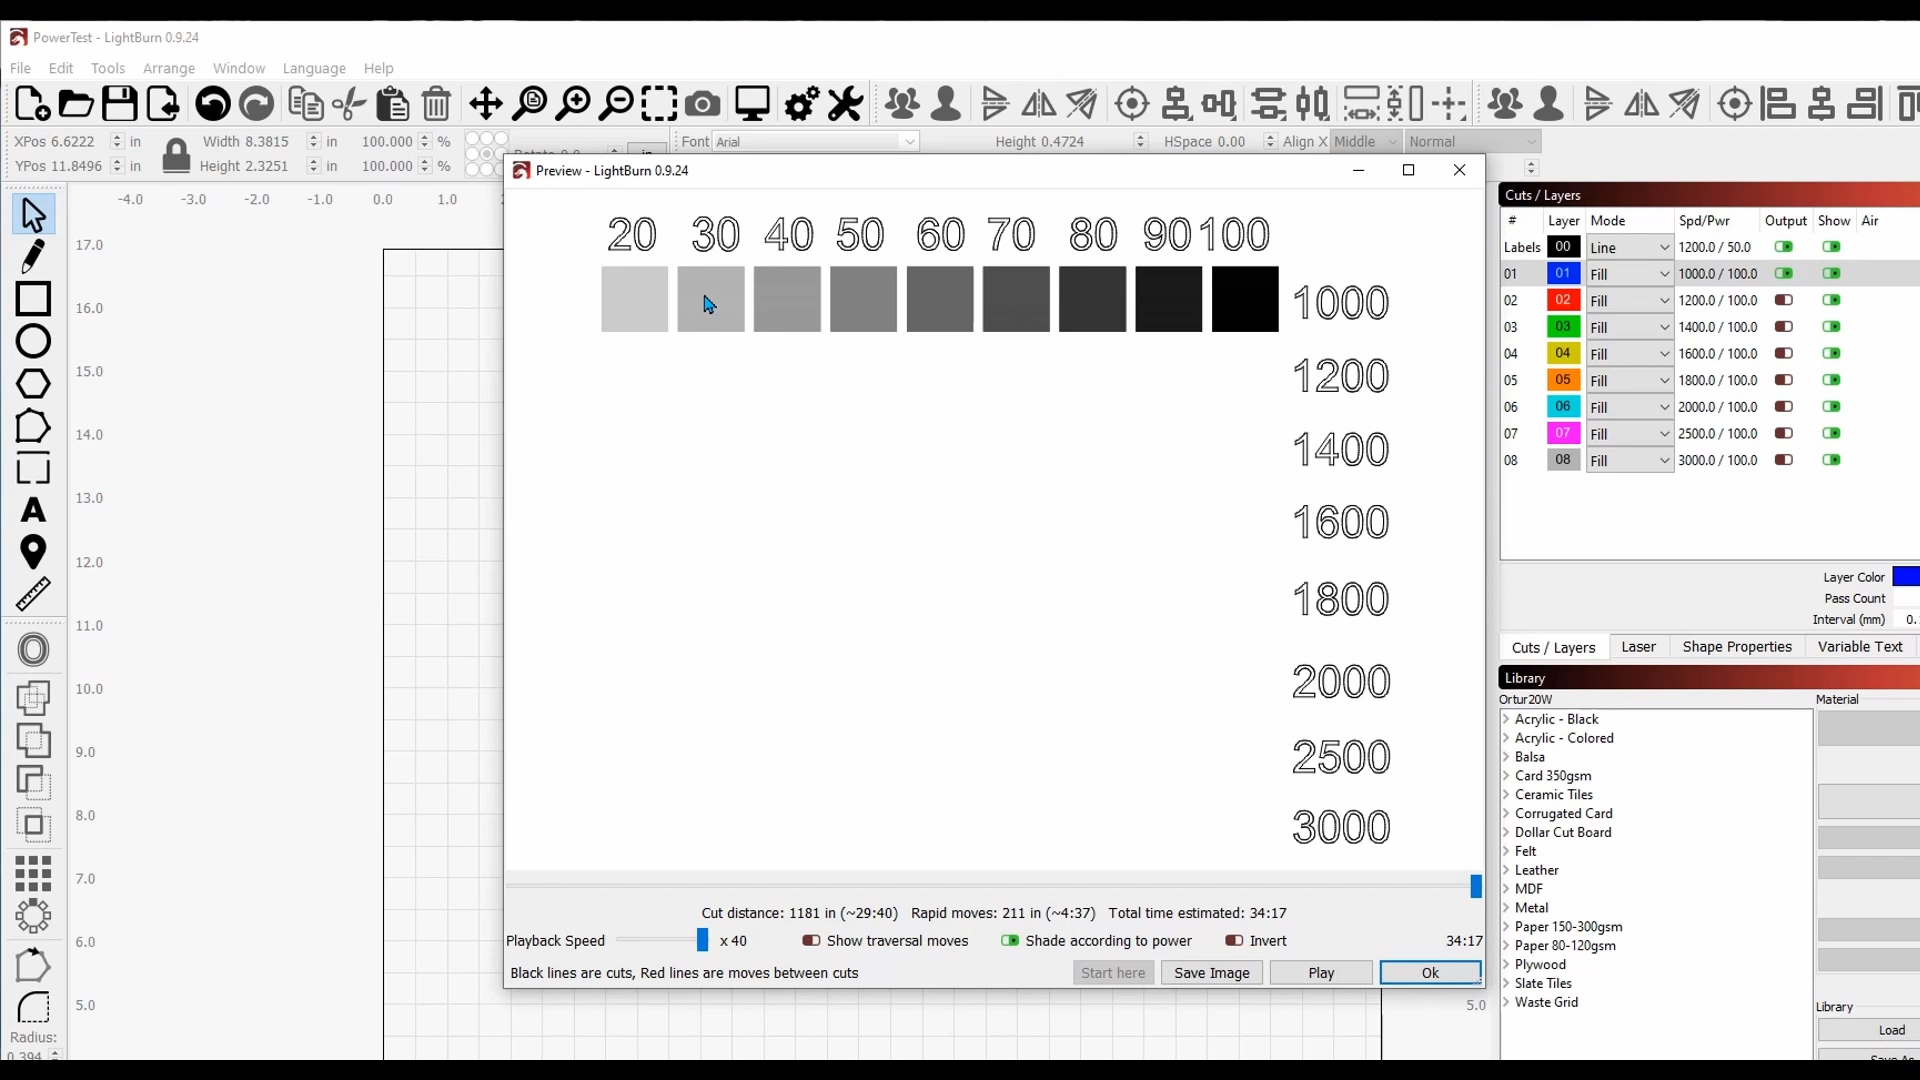 PowerTest - LightBurn 0.9.24
File Edit Tools Arrange Window Language Help
XPos 6.6222 in Width 8.3815 in 100.000 % Font Arial Height 0.4724 HSpace 0.00 Align X Middle Normal
YPos 11.8496 in Height 2.3251 in 100.000 %
Preview - LightBurn 0.9.24
-4.0 -3.0 -2.0 -1.0 0.0 1.0
17.0
16.0
15.0
14.0
13.0
12.0
11.0
10.0
9.0
8.0
7.0
6.0
5.0
Radius:
0.394
20 30 40 50 60 70 80 90 100
1000
1200
1400
1600
1800
2000
2500
3000
Cut distance: 1181 in (~29:40) Rapid moves: 211 in (~4:37) Total time estimated: 34:17
Playback Speed x 40 Show traversal moves Shade according to power Invert 34:17
Black lines are cuts, Red lines are moves between cuts Start here Save Image Play Ok
5.0
Cuts / Layers
# Layer Mode Spd/Pwr Output Show Air
Labels 00 Line 1200.0 / 50.0
01 01 Fill 1000.0 / 100.0
02 02 Fill 1200.0 / 100.0
03 03 Fill 1400.0 / 100.0
04 04 Fill 1600.0 / 100.0
05 05 Fill 1800.0 / 100.0
06 06 Fill 2000.0 / 100.0
07 07 Fill 2500.0 / 100.0
08 08 Fill 3000.0 / 100.0
Layer Color
Pass Count
Interval (mm) 0.
Cuts / Layers Laser Shape Properties Variable Text
Library
Ortur20W Material
Acrylic - Black
Acrylic - Colored
Balsa
Card 350gsm
Ceramic Tiles
Corrugated Card
Dollar Cut Board
Felt
Leather
MDF
Metal
Paper 150-300gsm
Paper 80-120gsm
Plywood
Slate Tiles
Waste Grid
Library
Load